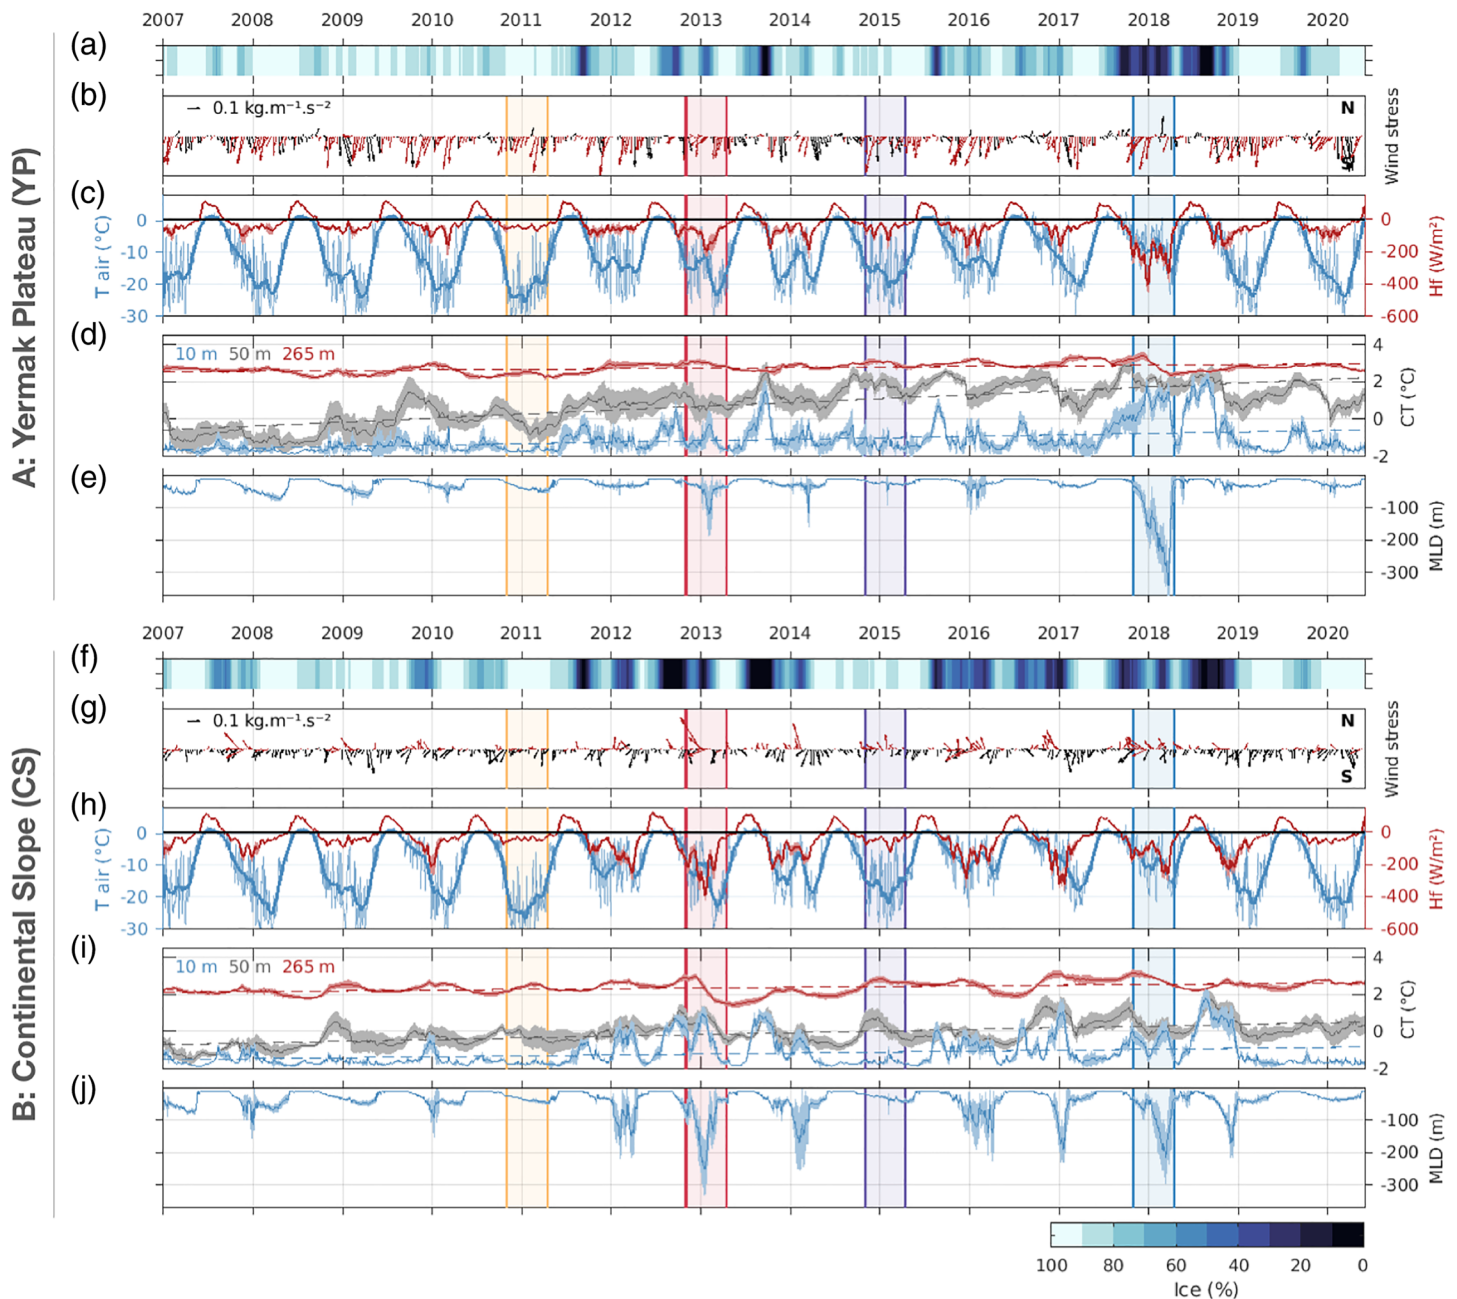 2007 2008 2009 2010 2011 2012 2013 2014 2015 2016 2017 2018 2019 2020
A: Yermak Plateau (YP)
(a)
(b)
0.1 kg.m⁻¹.s⁻²
N
S
Wind stress
(c)
T air (°C)
0
-10
-20
-30
0
-200
-400
-600
Hf (W/m²)
(d)
10 m 50 m 265 m
4
2
0
-2
CT (°C)
(e)
-100
-200
-300
MLD (m)
2007 2008 2009 2010 2011 2012 2013 2014 2015 2016 2017 2018 2019 2020
B: Continental Slope (CS)
(f)
(g)
0.1 kg.m⁻¹.s⁻²
N
S
Wind stress
(h)
T air (°C)
0
-10
-20
-30
0
-200
-400
-600
Hf (W/m²)
(i)
10 m 50 m 265 m
4
2
0
-2
CT (°C)
(j)
-100
-200
-300
MLD (m)
100 80 60 40 20 0
Ice (%)